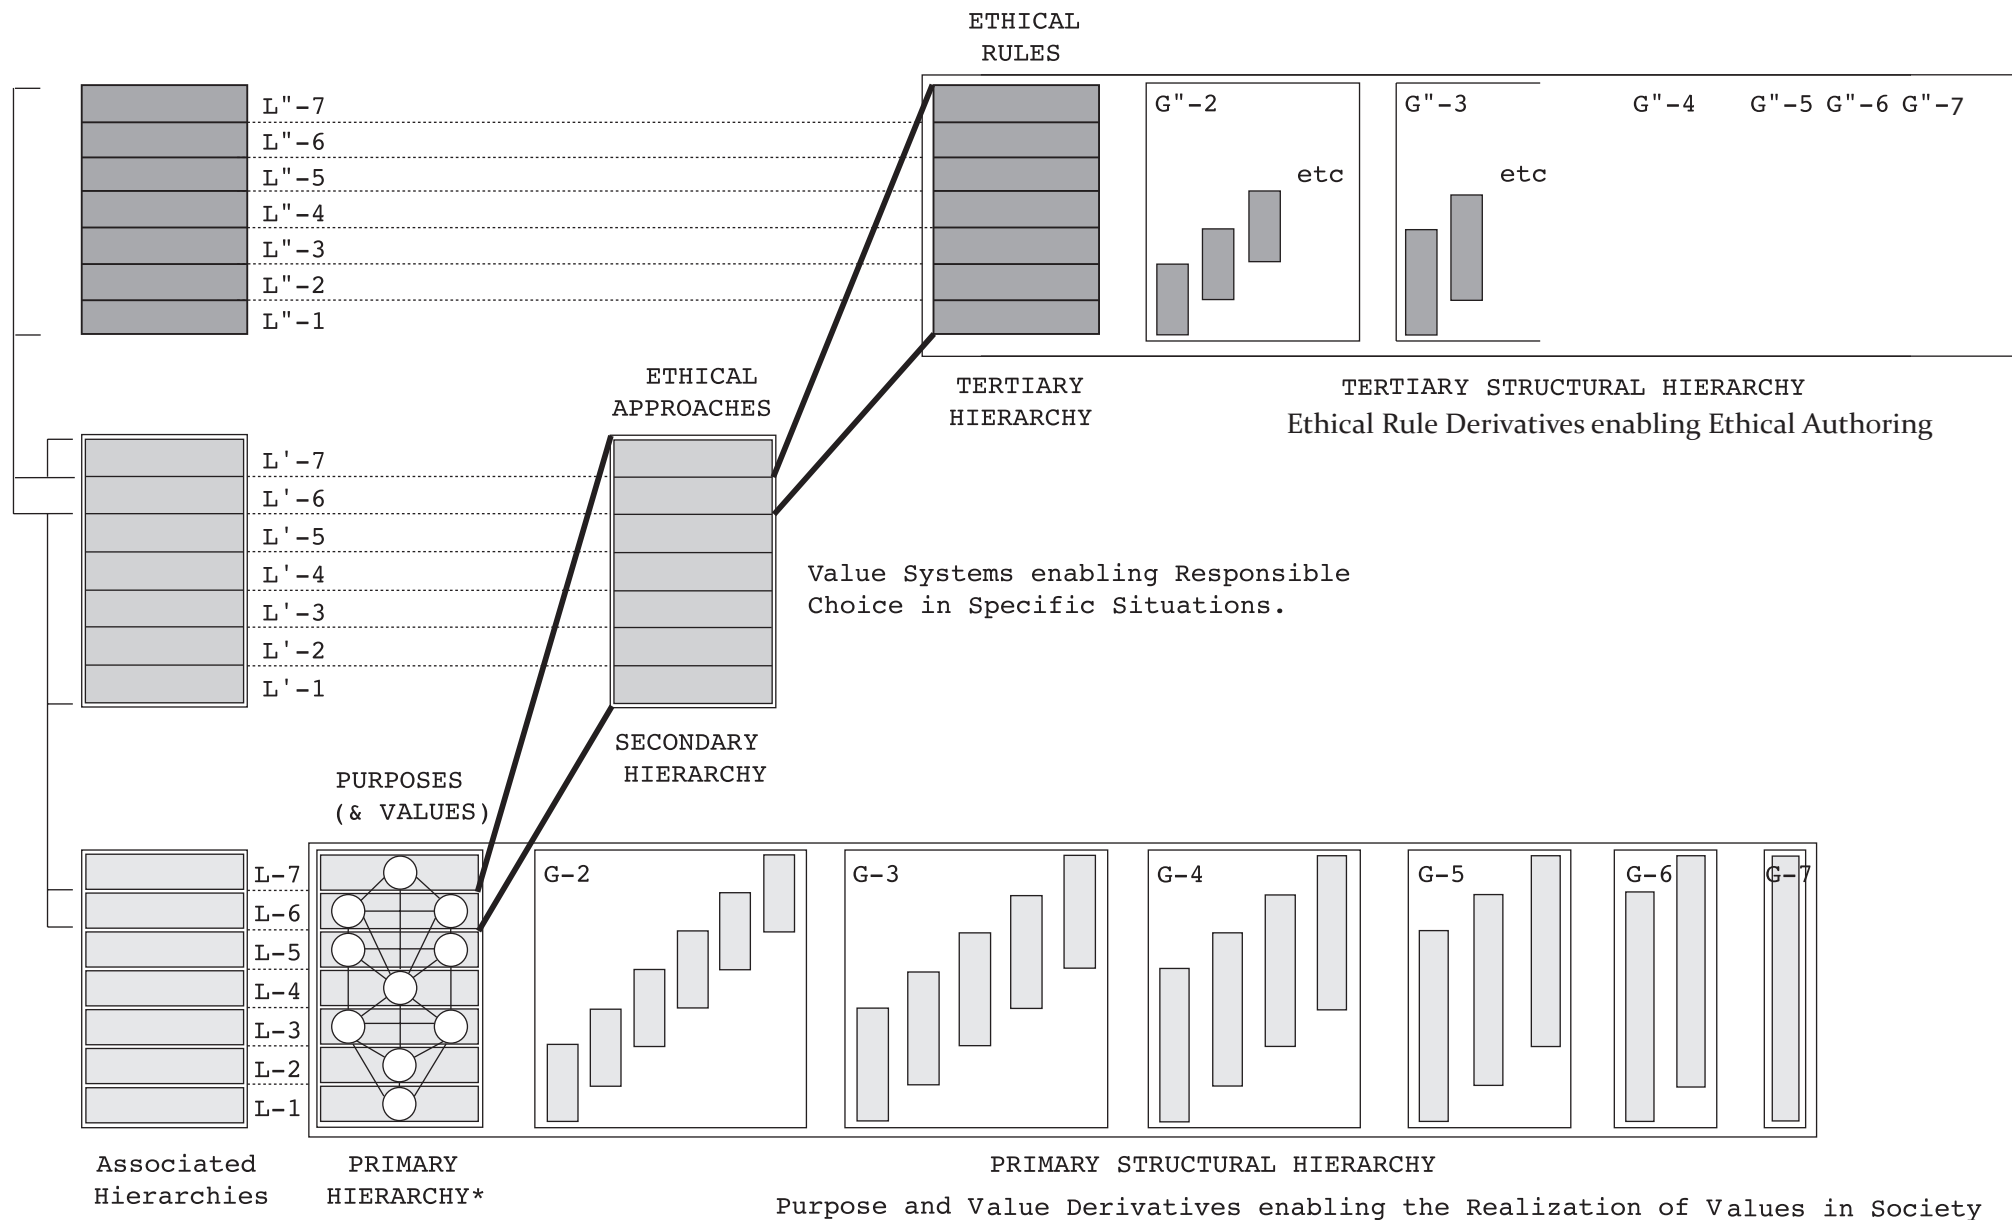 ETHICAL
RULES
L"-7
L"-6
L"-5
L"-4
L"-3
L"-2
L"-1
G"-2
etc
G"-3
etc
G"-4
G"-5 G"-6 G"-7
TERTIARY
HIERARCHY
TERTIARY STRUCTURAL HIERARCHY
Ethical Rule Derivatives enabling Ethical Authoring
ETHICAL
APPROACHES
L'-7
L'-6
L'-5
L'-4
L'-3
L'-2
L'-1
Value Systems enabling Responsible
Choice in Specific Situations.
SECONDARY
HIERARCHY
PURPOSES
(& VALUES)
L-7
L-6
L-5
L-4
L-3
L-2
L-1
G-2
G-3
G-4
G-5
G-6
G-7
Associated
Hierarchies
PRIMARY
HIERARCHY*
PRIMARY STRUCTURAL HIERARCHY
Purpose and Value Derivatives enabling the Realization of Values in Society